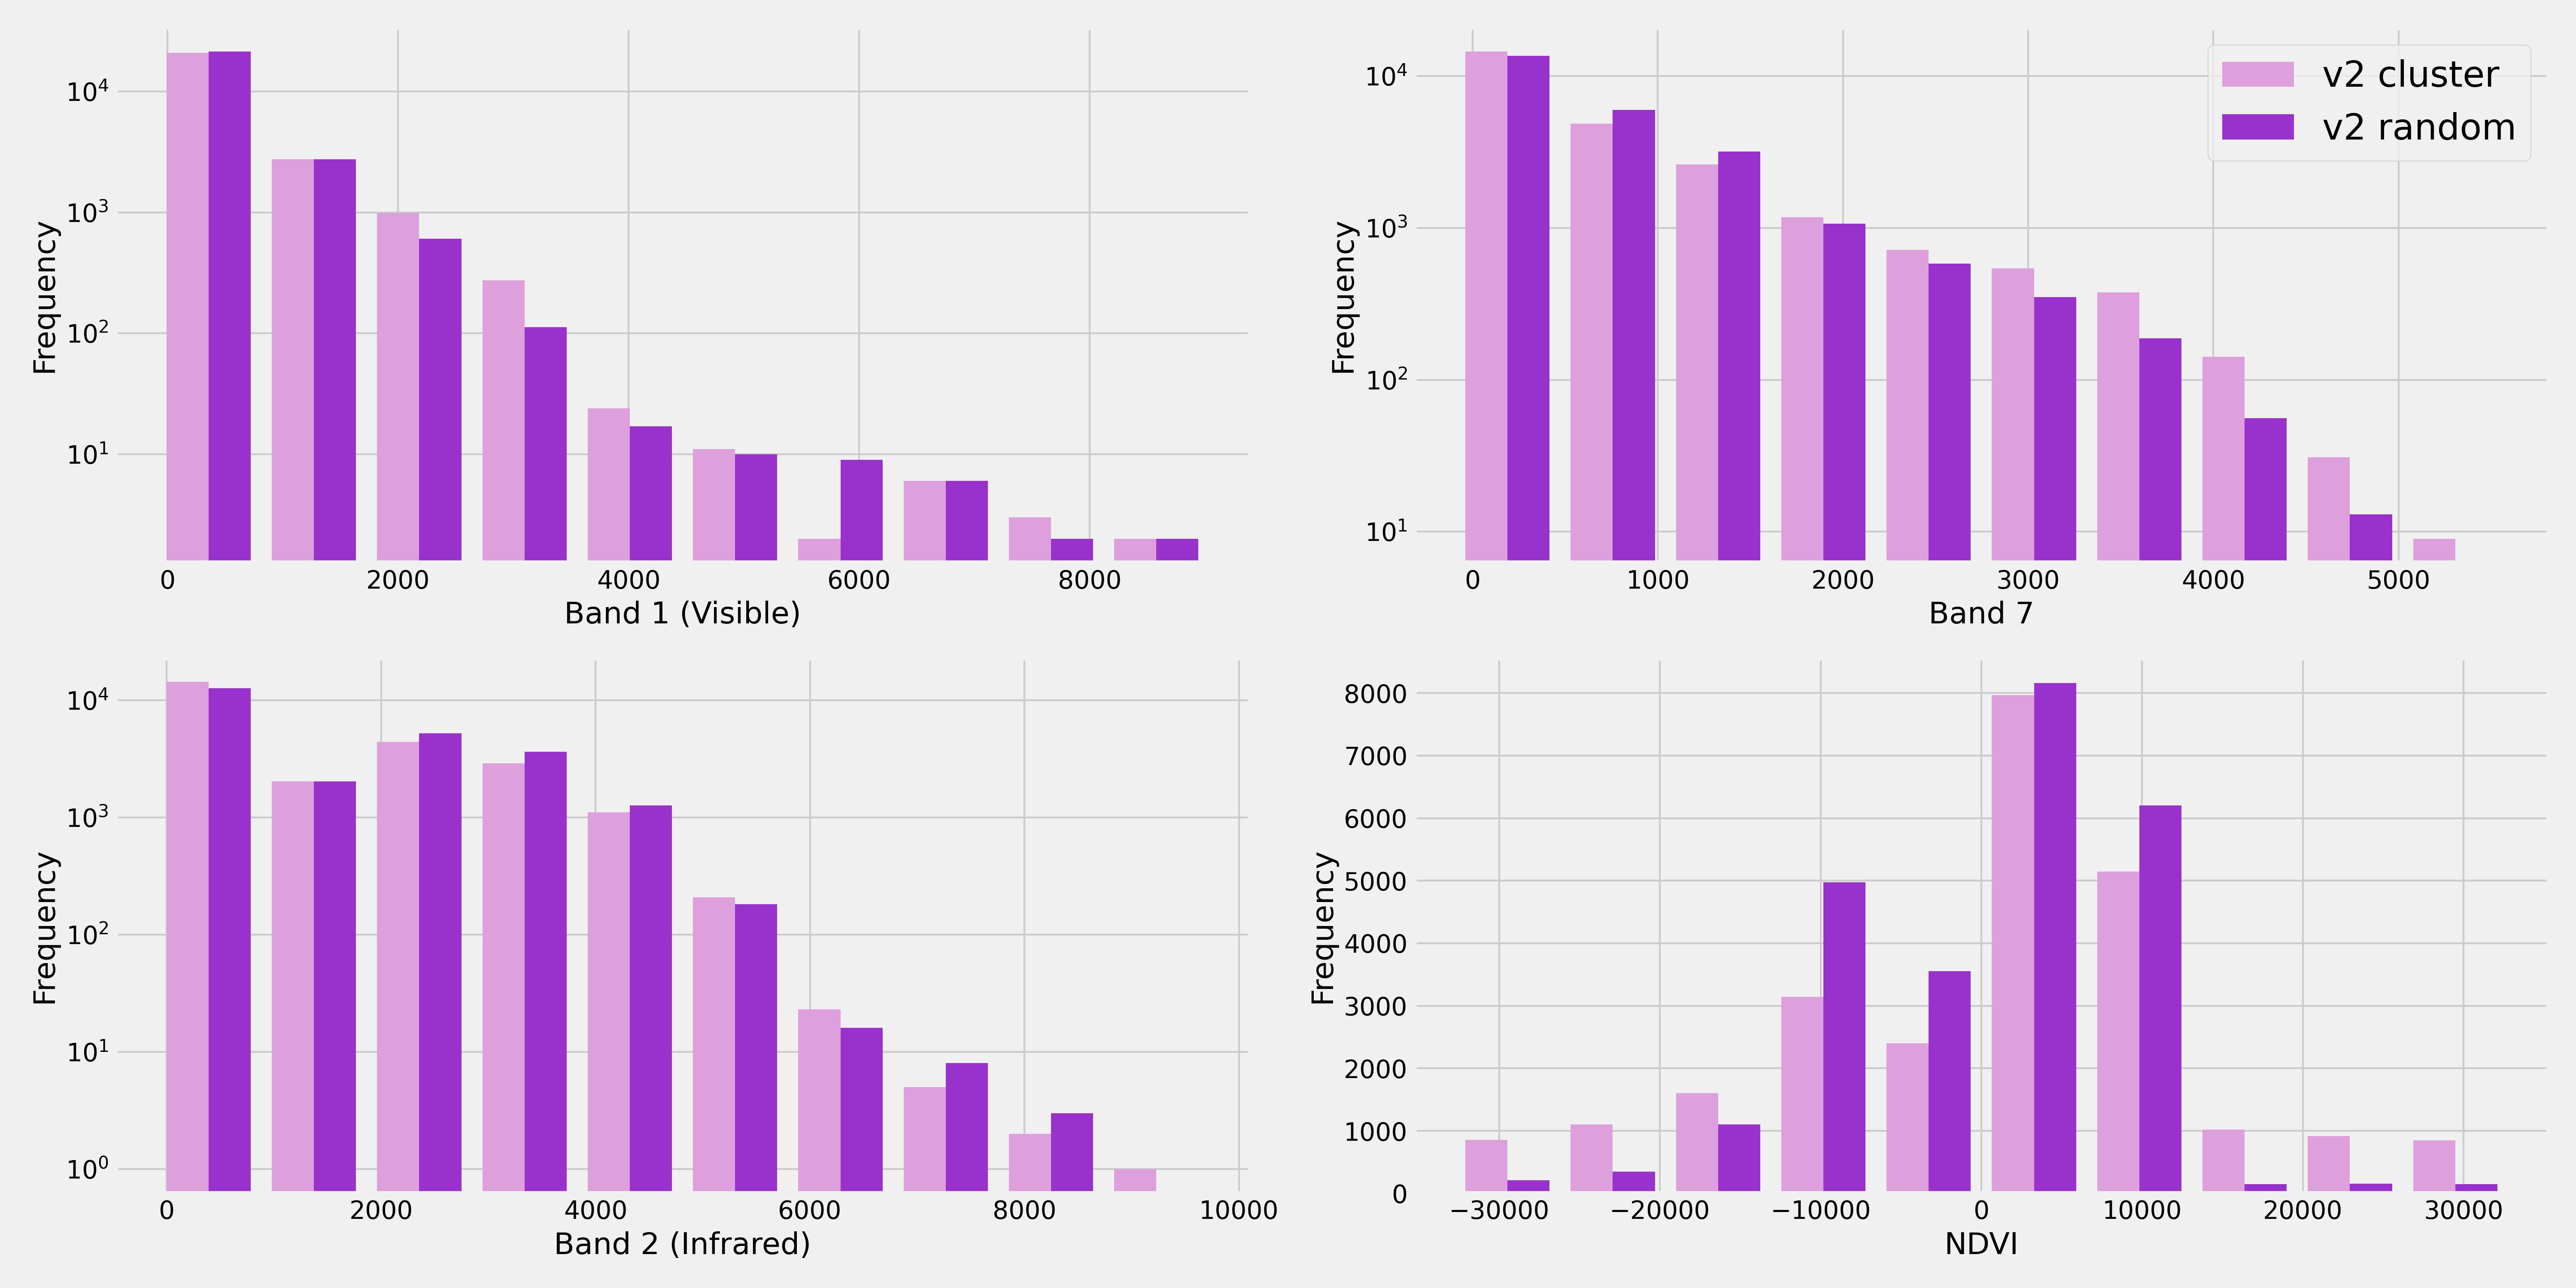 10⁴
10³
10²
10¹
Frequency
0 2000 4000 6000 8000
Band 1 (Visible)
v2 cluster
v2 random
10⁴
10³
10²
10¹
Frequency
0 1000 2000 3000 4000 5000
Band 7
10⁴
10³
10²
10¹
10⁰
Frequency
0 2000 4000 6000 8000 10000
Band 2 (Infrared)
8000
7000
6000
5000
4000
3000
2000
1000
0
Frequency
−30000 −20000 −10000 0 10000 20000 30000
NDVI